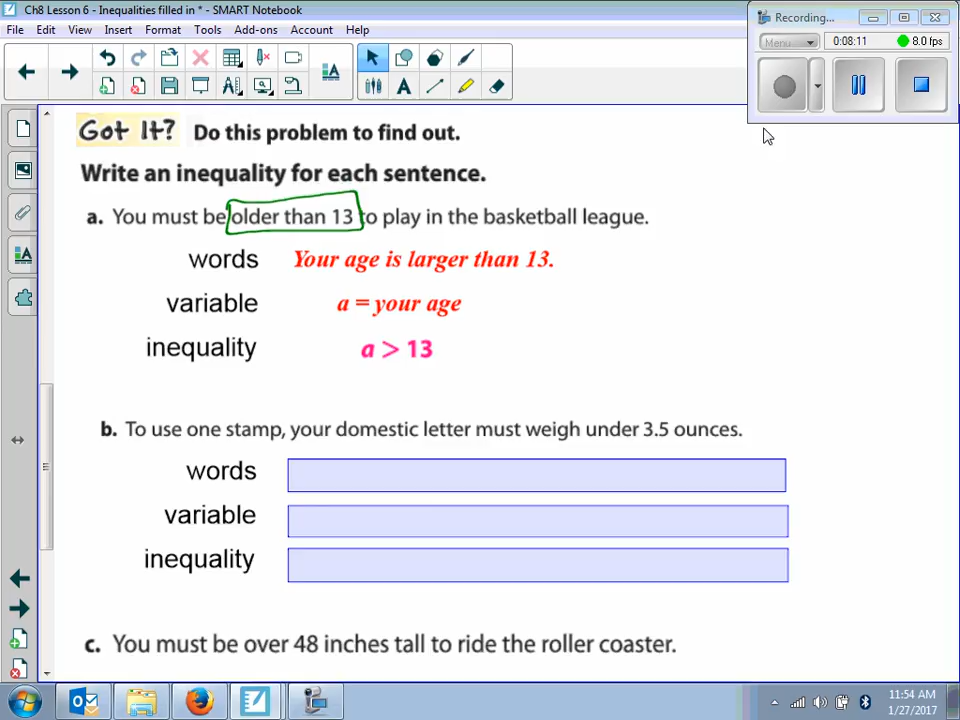 Ch8 Lesson 6 - Inequalities filled in * - SMART Notebook
Recording...
File Edit View Insert Format Tools Add-ons Account Help
Menu
0:08:11
8.0 fps
Got It? Do this problem to find out.
Write an inequality for each sentence.
a. You must be older than 13 to play in the basketball league.
words Your age is larger than 13.
variable a = your age
inequality a > 13
b. To use one stamp, your domestic letter must weigh under 3.5 ounces.
words
variable
inequality
c. You must be over 48 inches tall to ride the roller coaster.
11:54 AM
1/27/2017